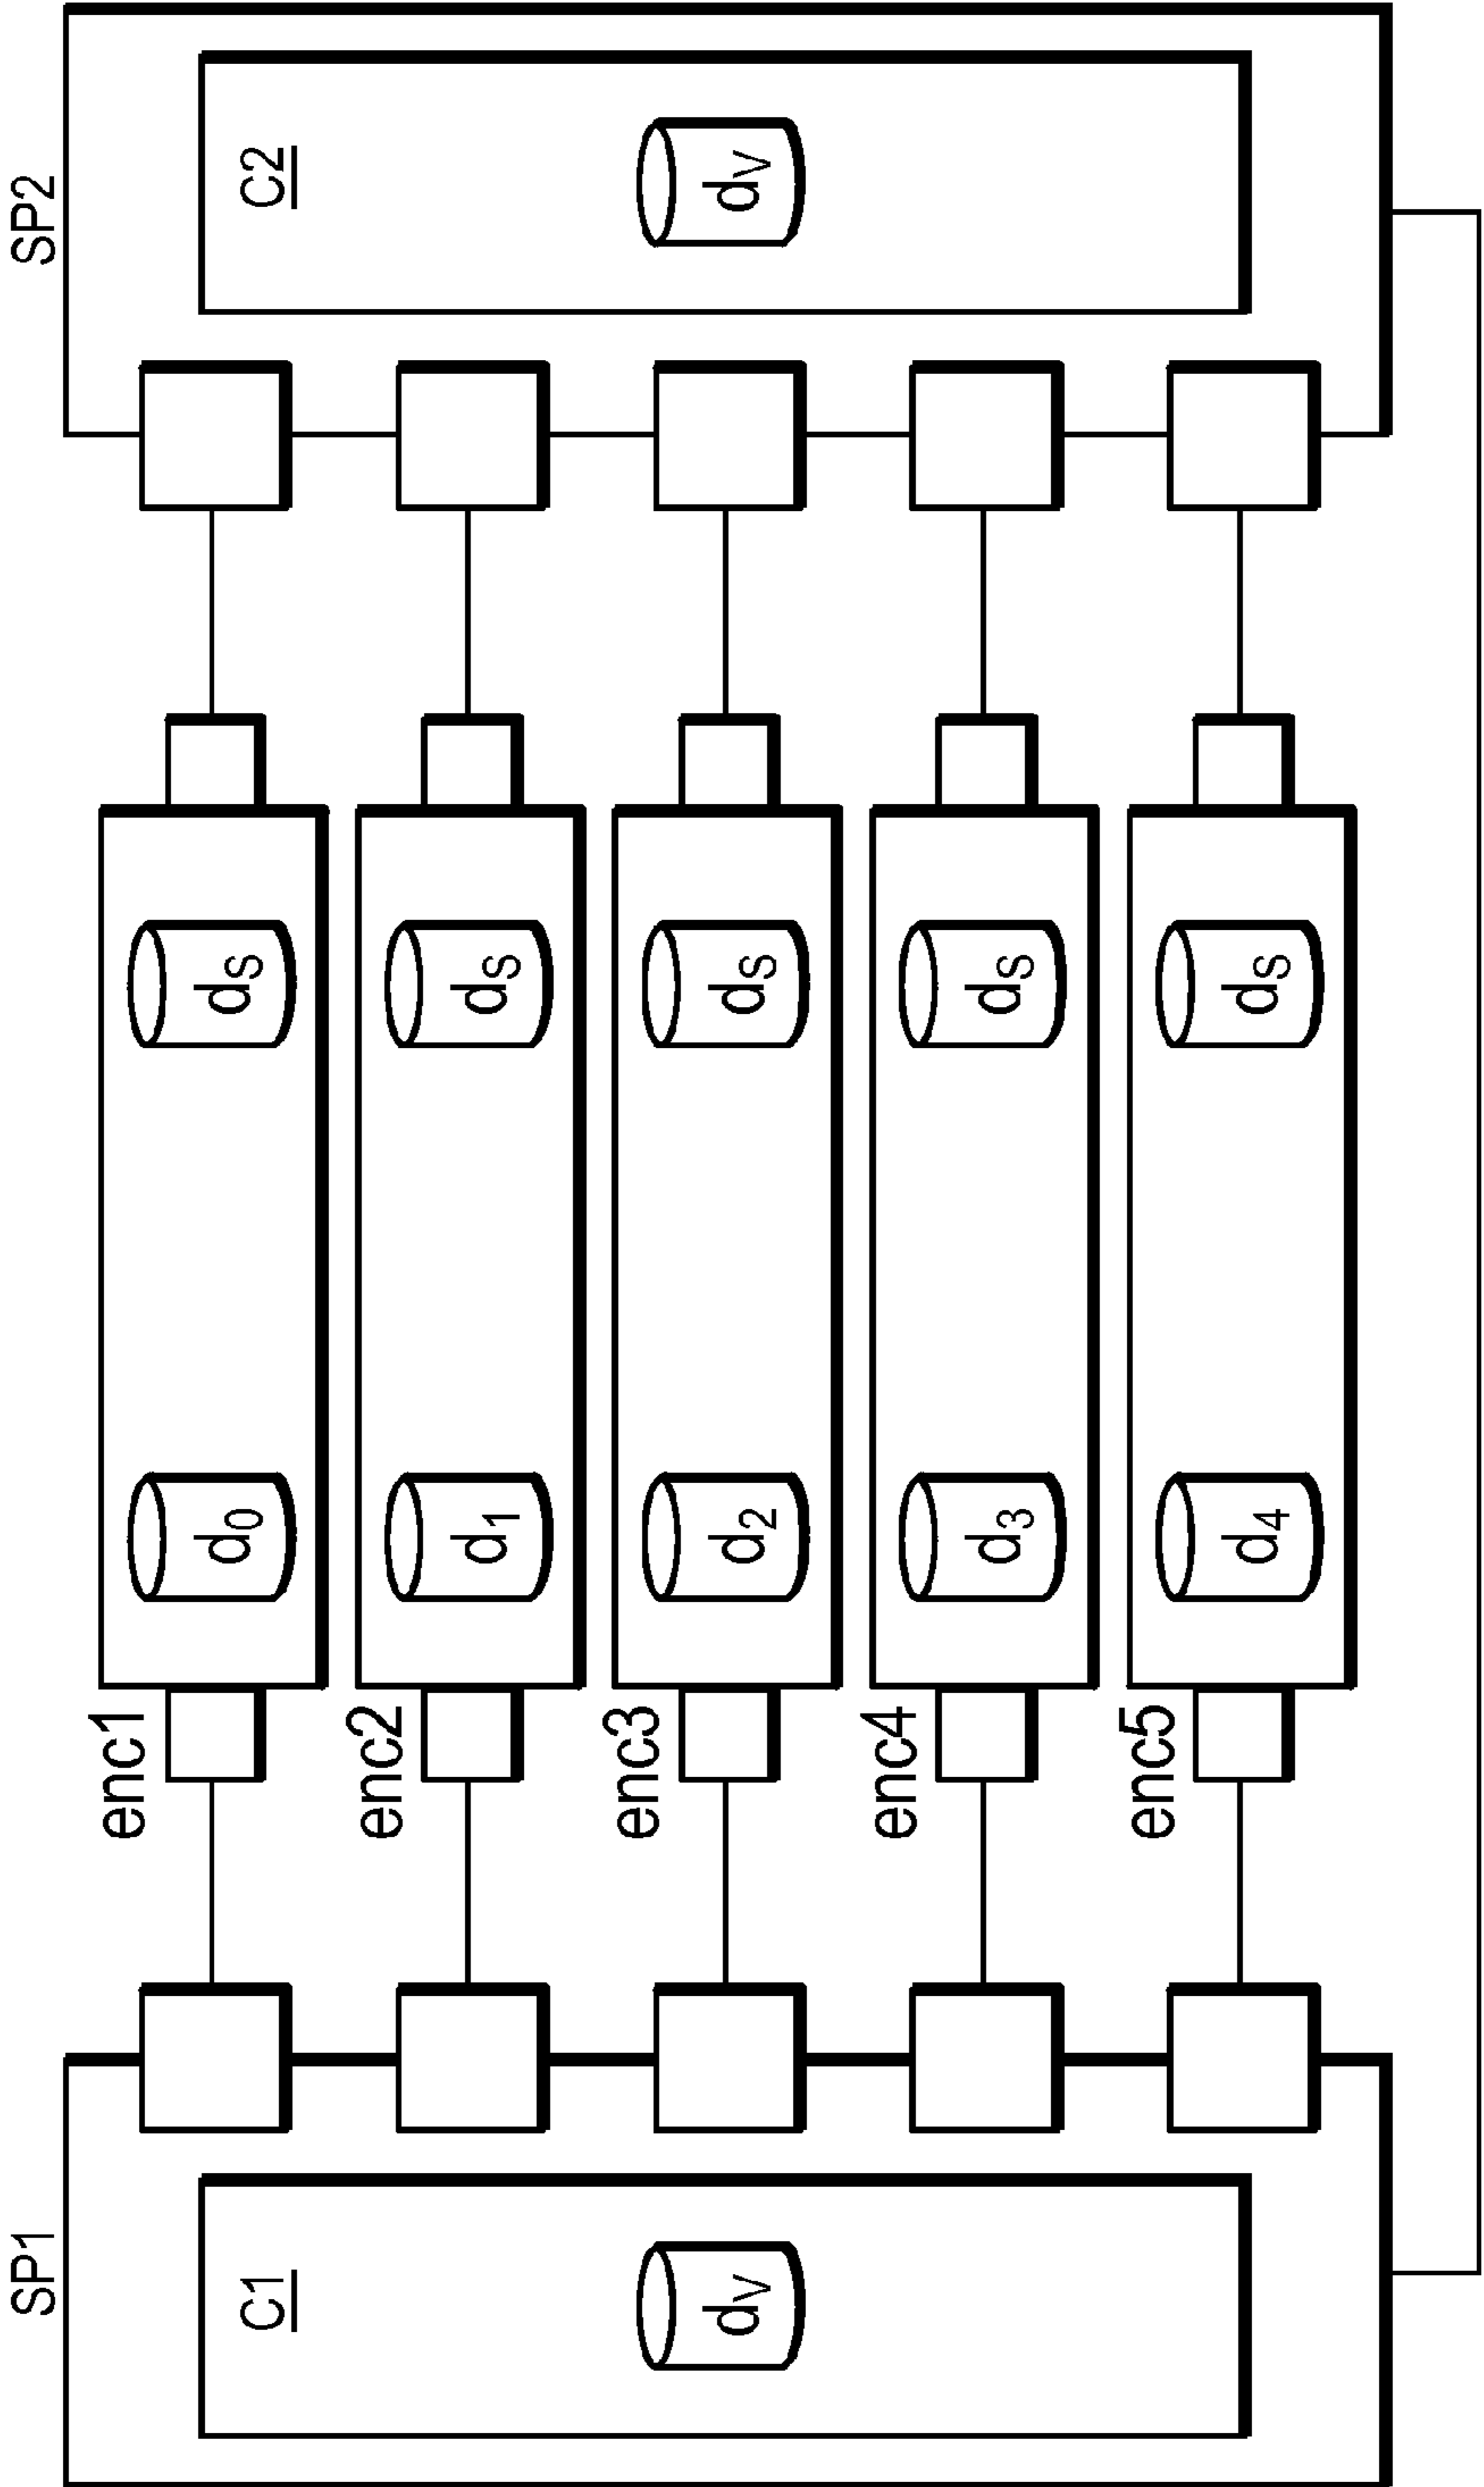 SP1
SP2
enc1
C1
d₀
dS
C2
enc2
d₁
dS
enc3
dV
d₂
dS
dV
enc4
d₃
dS
enc5
d₄
dS